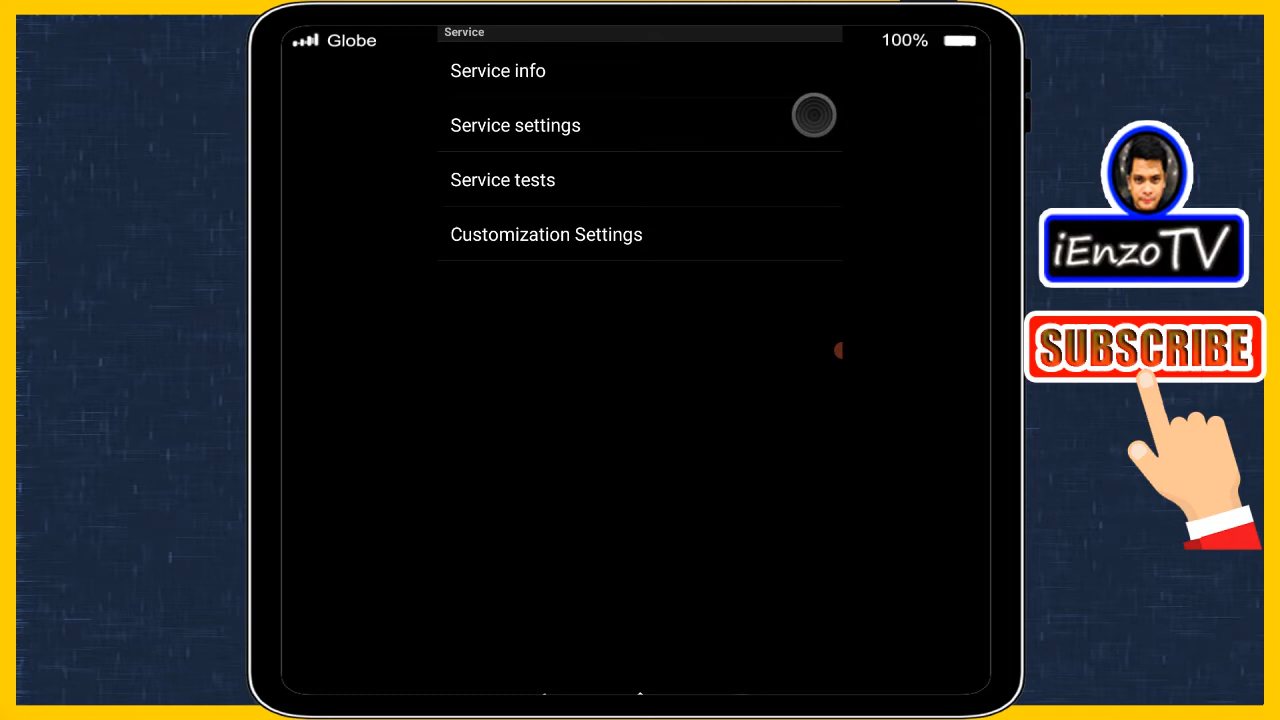 Service
Globe
100%
Service info
Service settings
Service tests
Customization Settings
iEnzoTV
SUBSCRIBE